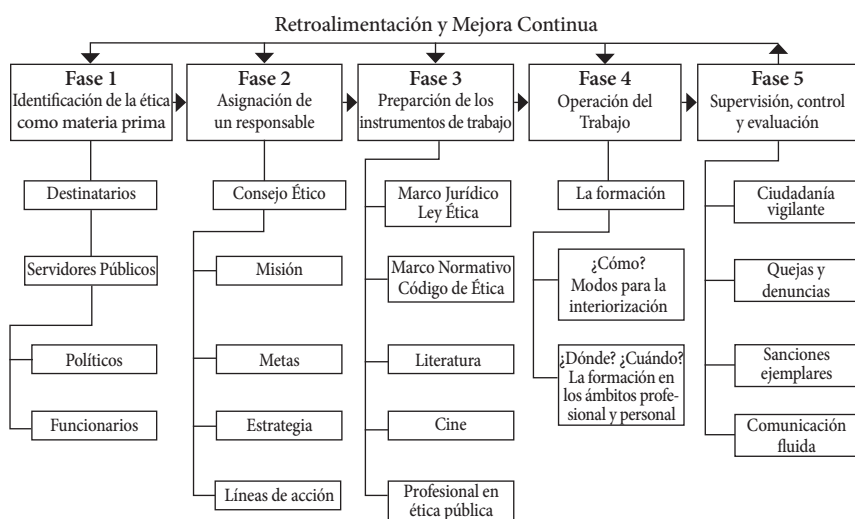 Retroalimentación y Mejora Continua
Fase 1
Identificación de la ética
como materia prima
Fase 2
Asignación de
un responsable
Fase 3
Preparción de los
instrumentos de trabajo
Fase 4
Operación del
Trabajo
Fase 5
Supervisión, control
y evaluación
Destinatarios
Servidores Públicos
Políticos
Funcionarios
Consejo Ético
Misión
Metas
Estrategia
Líneas de acción
Marco Jurídico
Ley Ética
Marco Normativo
Código de Ética
Literatura
Cine
Profesional en
ética pública
La formación
¿Cómo?
Modos para la
interiorización
¿Dónde? ¿Cuándo?
La formación en
los ámbitos profe-
sional y personal
Ciudadanía
vigilante
Quejas y
denuncias
Sanciones
ejemplares
Comunicación
fluida